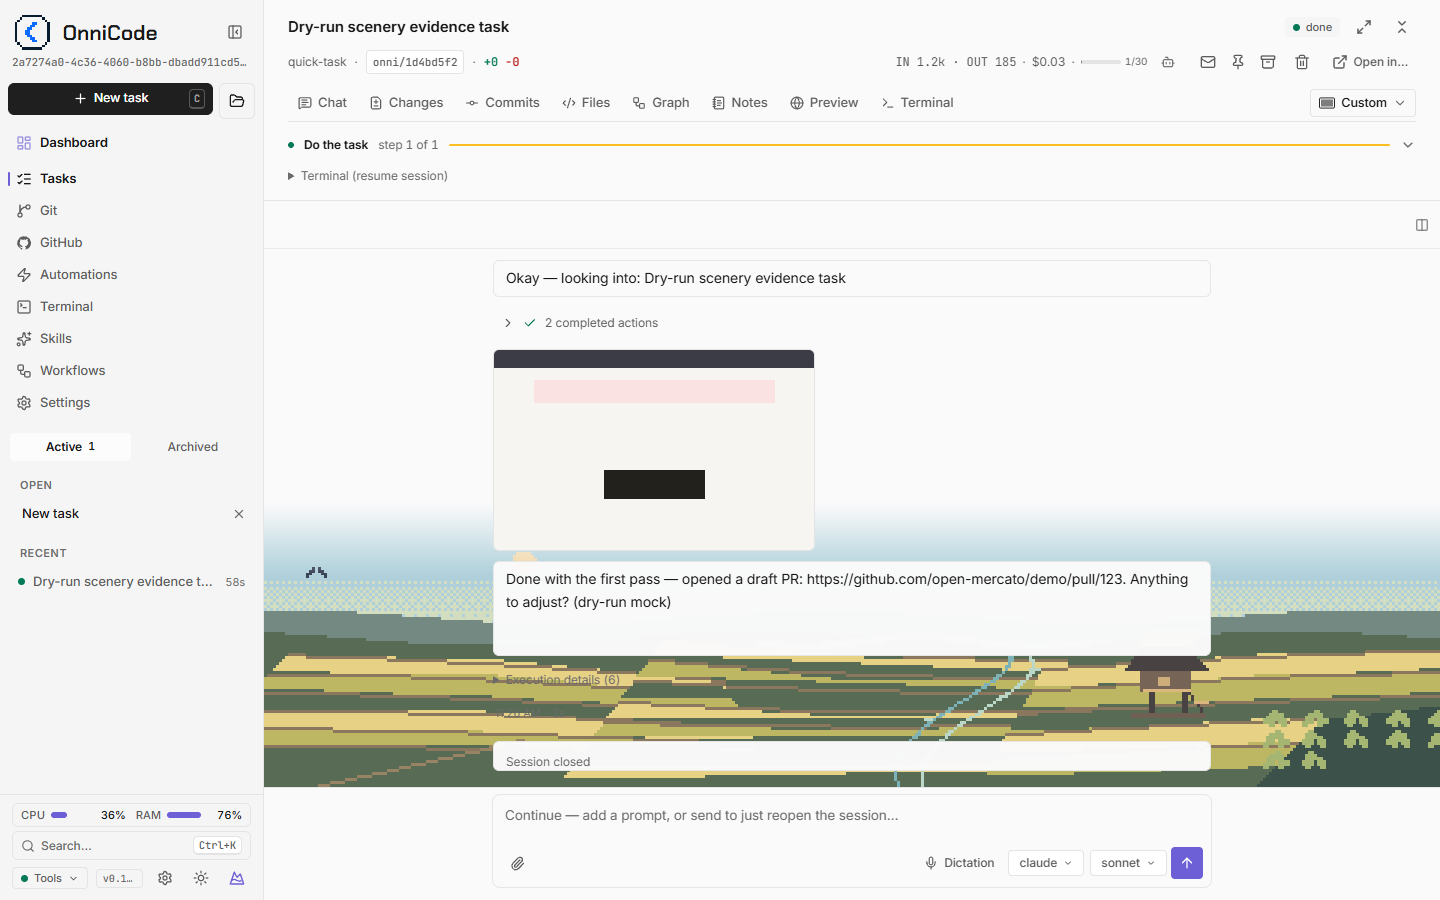 OnniCode
2a7274a0-4c36-4060-b8bb-dbadd911cd5…
New task
C
Dashboard
Tasks
Git
GitHub
Automations
Terminal
Skills
Workflows
Settings
Active 1
Archived
OPEN
New task
RECENT
Dry-run scenery evidence t...
58s
CPU
36%
RAM
76%
Search...
Ctrl+K
Tools
v0.1…
Dry-run scenery evidence task
done
quick-task · onni/1d4bd5f2 · +0 -0
IN 1.2k · OUT 185 · $0.03 · 1/30
Open in...
Chat
Changes
Commits
Files
Graph
Notes
Preview
Terminal
Custom
Do the task step 1 of 1
Terminal (resume session)
Okay — looking into: Dry-run scenery evidence task
2 completed actions
Done with the first pass — opened a draft PR: https://github.com/open-mercato/demo/pull/123. Anything
to adjust? (dry-run mock)
Execution details (6)
Session closed
Continue — add a prompt, or send to just reopen the session...
Dictation
claude
sonnet